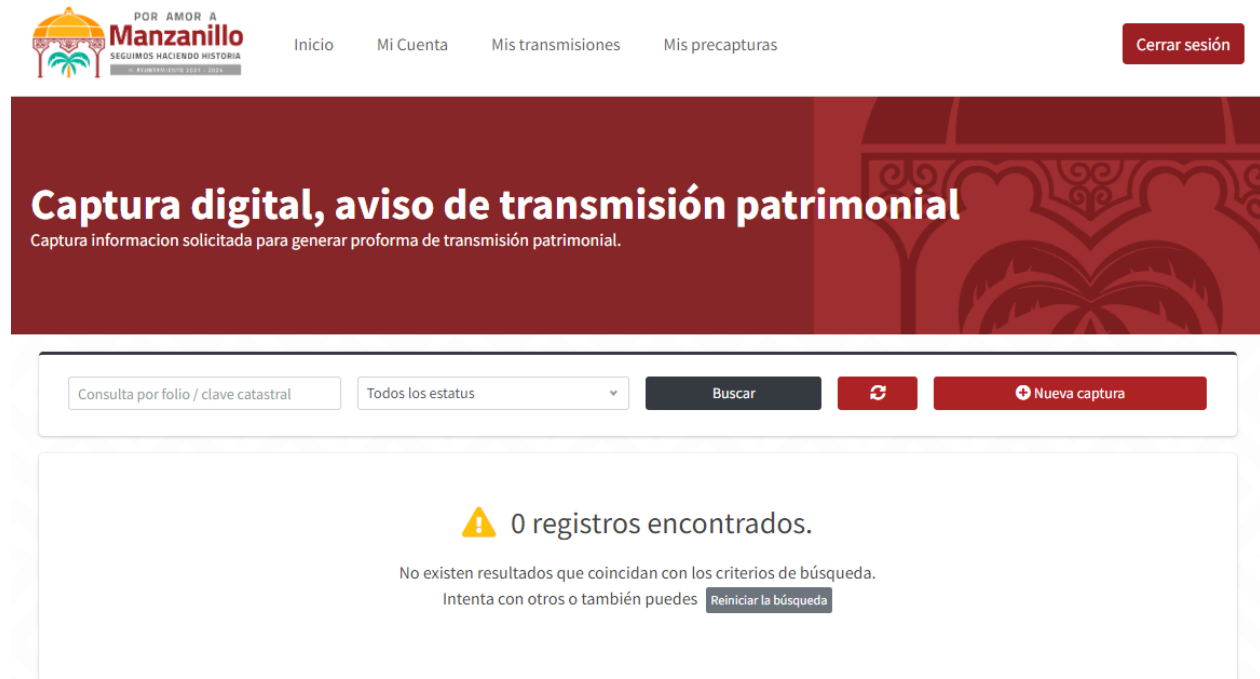 POR AMOR A
Manzanillo
SEGUIMOS HACIENDO HISTORIA
H. AYUNTAMIENTO 2021 - 2024
Inicio Mi Cuenta Mis transmisiones Mis precapturas Cerrar sesión
Captura digital, aviso de transmisión patrimonial
Captura informacion solicitada para generar proforma de transmisión patrimonial.
Consulta por folio / clave catastral Todos los estatus Buscar Nueva captura
0 registros encontrados.
No existen resultados que coincidan con los criterios de búsqueda.
Intenta con otros o también puedes Reiniciar la búsqueda